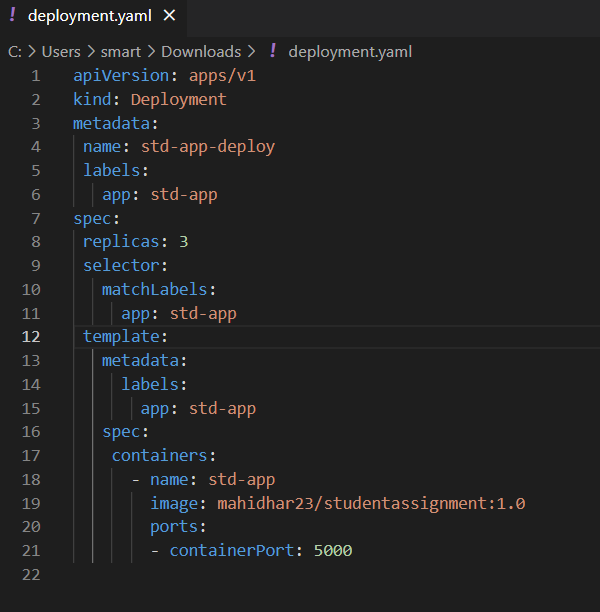 ! deployment.yaml ×
C: > Users > smart > Downloads > ! deployment.yaml
1 apiVersion: apps/v1
2 kind: Deployment
3 metadata:
4  name: std-app-deploy
5  labels:
6    app: std-app
7 spec:
8  replicas: 3
9  selector:
10    matchLabels:
11      app: std-app
12  template:
13    metadata:
14      labels:
15        app: std-app
16    spec:
17     containers:
18       - name: std-app
19         image: mahidhar23/studentassignment:1.0
20         ports:
21         - containerPort: 5000
22